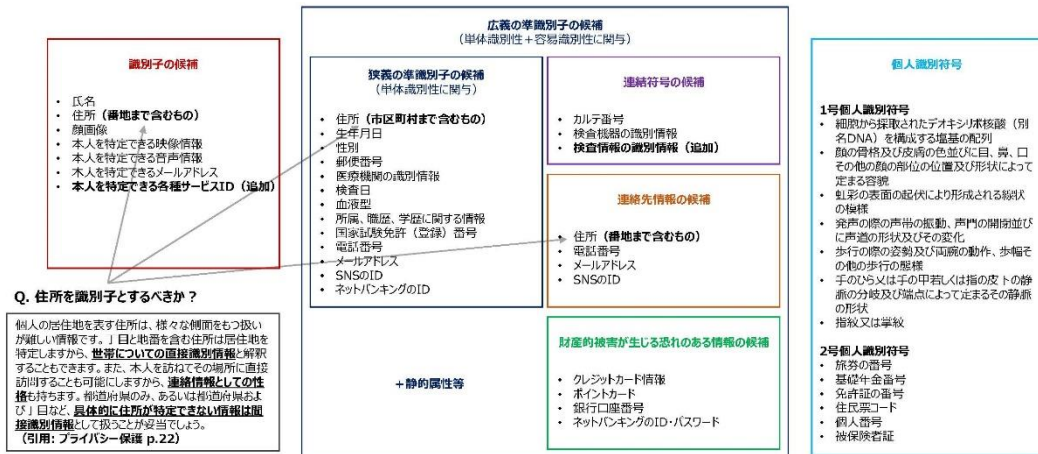 識別子の候補
・ 氏名
・ 住所（番地まで含むもの）
・ 顔画像
・ 本人を特定できる映像情報
・ 本人を特定できる音声情報
・ 本人を特定できるメールアドレス
・ 本人を特定できる各種サービスID（追加）
Q. 住所を識別子とするべきか？
個人の居住地を表す住所は、様々な側面をもつ扱い
が難しい情報です。丁目と地番を含む住所は居住地を
特定しますから、世帯についての直接識別情報と解釈
することもできます。また、本人を訪ねてその場所に直接
訪問することも可能にしますから、連絡情報としての性
格も持ちます。都道府県のみ、あるいは都道府県およ
び丁目など、具体的に住所が特定できない情報は間
接識別情報として扱うことが妥当でしょう。
（引用: プライバシー保護 p.22）
広義の準識別子の候補
（単体識別性＋容易識別性に関与）
狭義の準識別子の候補
（単体識別性に関与）
・ 住所（市区町村まで含むもの）
・ 生年月日
・ 性別
・ 郵便番号
・ 医療機関の識別情報
・ 検査日
・ 血液型
・ 所属、職歴、学歴に関する情報
・ 国家試験免許（登録）番号
・ 電話番号
・ メールアドレス
・ SNSのID
・ ネットバンキングのID
＋静的属性等
連結符号の候補
・ カルテ番号
・ 検査機器の識別情報
・ 検査情報の識別情報（追加）
連絡先情報の候補
・ 住所（番地まで含むもの）
・ 電話番号
・ メールアドレス
・ SNSのID
財産的被害が生じる恐れのある情報の候補
・ クレジットカード情報
・ ポイントカード
・ 銀行口座番号
・ ネットバンキングのID・パスワード
個人識別符号
1号個人識別符号
・ 細胞から採取されたデオキシリボ核酸（別
名DNA）を構成する塩基の配列
・ 顔の骨格及び皮膚の色並びに目、鼻、口
その他の顔の部位の位置及び形状によって
定まる容貌
・ 虹彩の表面の起伏により形成される線状
の模様
・ 発声の際の声帯の振動、声門の開閉並び
に声道の形状及びその変化
・ 歩行の際の姿勢及び両腕の動作、歩幅
その他の歩行の態様
・ 手のひら又は手の甲若しくは指の皮下の静
脈の分岐及び端点によって定まるその静脈
の形状
・ 指紋又は掌紋
2号個人識別符号
・ 旅券の番号
・ 基礎年金番号
・ 免許証の番号
・ 住民票コード
・ 個人番号
・ 被保険者証